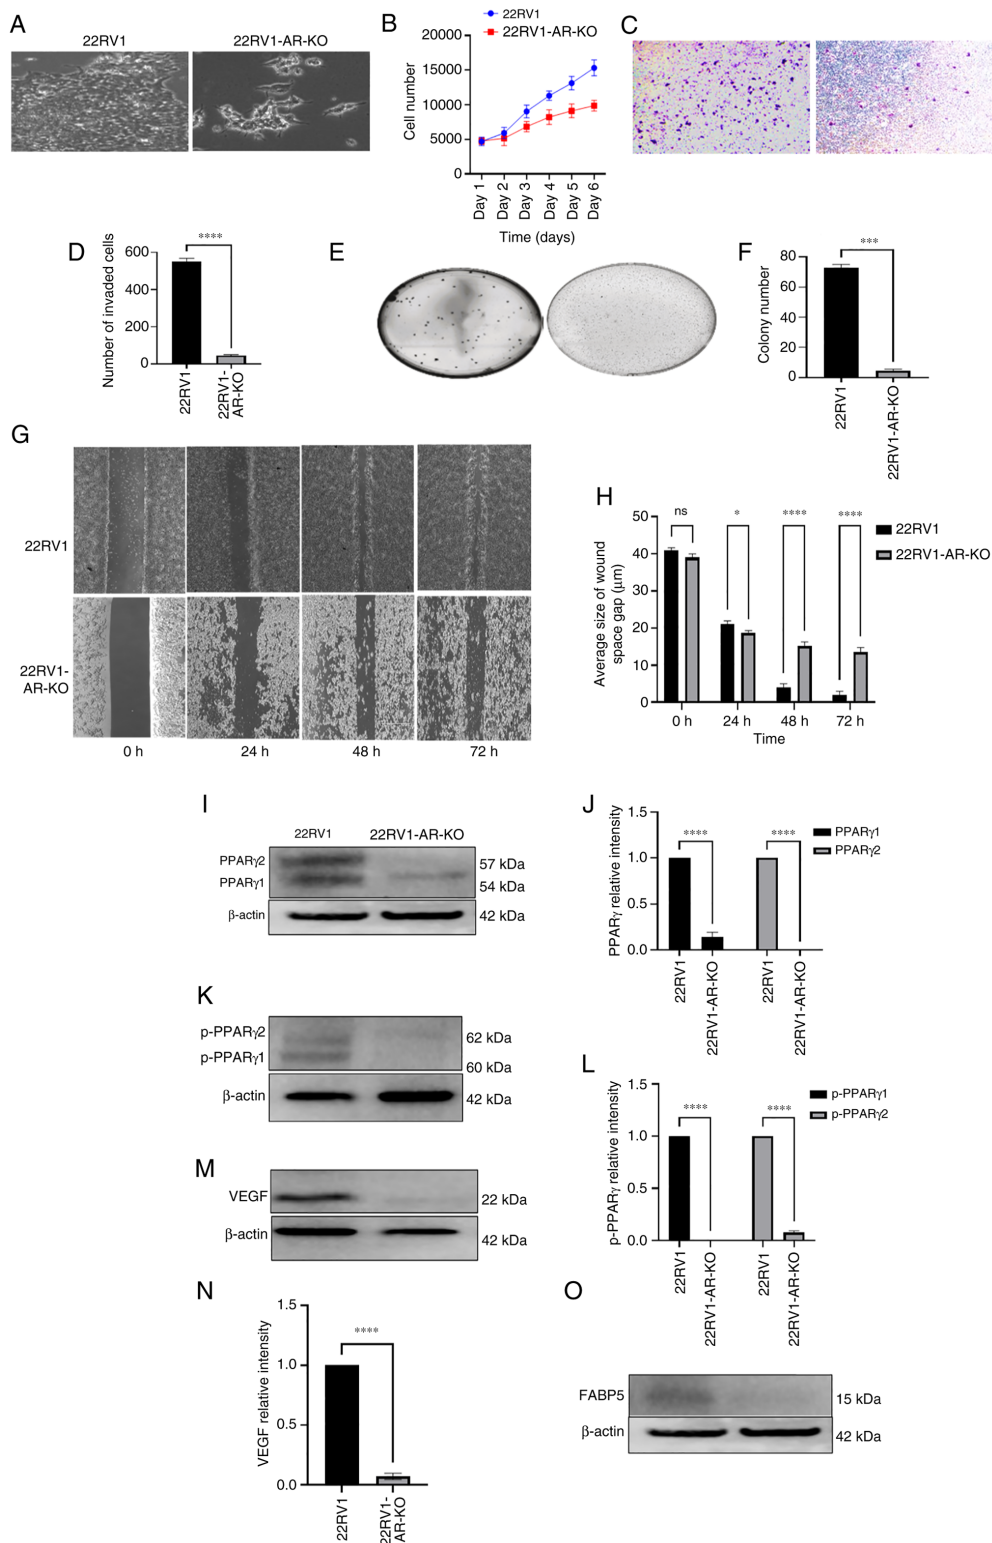 A
22RV1
22RV1-AR-KO
B
22RV1
22RV1-AR-KO
20000
15000
10000
5000
0
Cell number
Day 1
Day 2
Day 3
Day 4
Day 5
Day 6
Time (days)
C
D
****
Number of invaded cells
600
400
200
0
22RV1
22RV1-
AR-KO
E
F
***
Colony number
80
60
40
20
0
22RV1
22RV1-AR-KO
G
22RV1
22RV1-
AR-KO
0 h
24 h
48 h
72 h
H
Average size of wound
space gap (μm)
50
40
30
20
10
0
ns
*
****
****
22RV1
22RV1-AR-KO
0 h
24 h
48 h
72 h
Time
I
22RV1
22RV1-AR-KO
PPARγ2
57 kDa
PPARγ1
54 kDa
β-actin
42 kDa
J
PPARγ relative intensity
1.5
1.0
0.5
0.0
****
****
PPARγ1
PPARγ2
22RV1
22RV1-AR-KO
22RV1
22RV1-AR-KO
K
p-PPARγ2
62 kDa
p-PPARγ1
60 kDa
β-actin
42 kDa
L
p-PPARγ relative intensity
1.5
1.0
0.5
0.0
****
****
p-PPARγ1
p-PPARγ2
22RV1
22RV1-AR-KO
22RV1
22RV1-AR-KO
M
VEGF
22 kDa
β-actin
42 kDa
N
VEGF relative intensity
1.5
1.0
0.5
0.0
****
22RV1
22RV1-
AR-KO
O
FABP5
15 kDa
β-actin
42 kDa